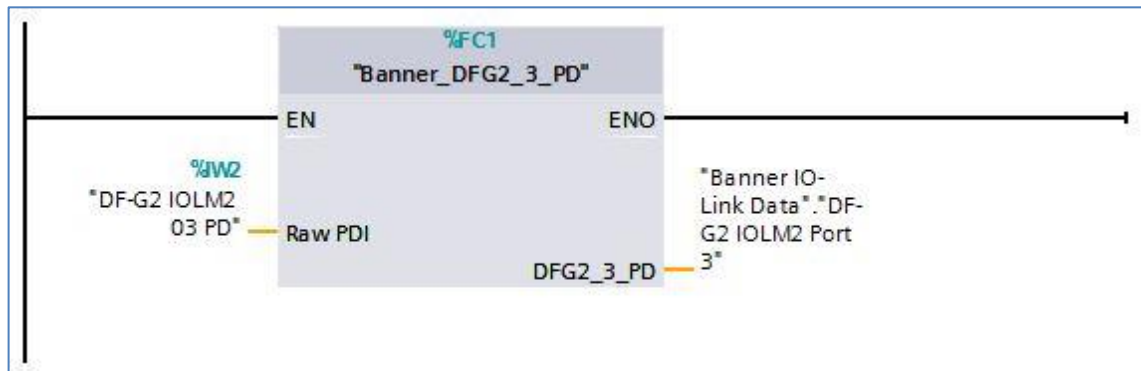 %FC1
"Banner_DFG2_3_PD"
EN
ENO
%IW2
"DF-G2 IOLM2
03 PD"
Raw PDI
"Banner IO-
Link Data"."DF-
G2 IOLM2 Port
3"
DFG2_3_PD